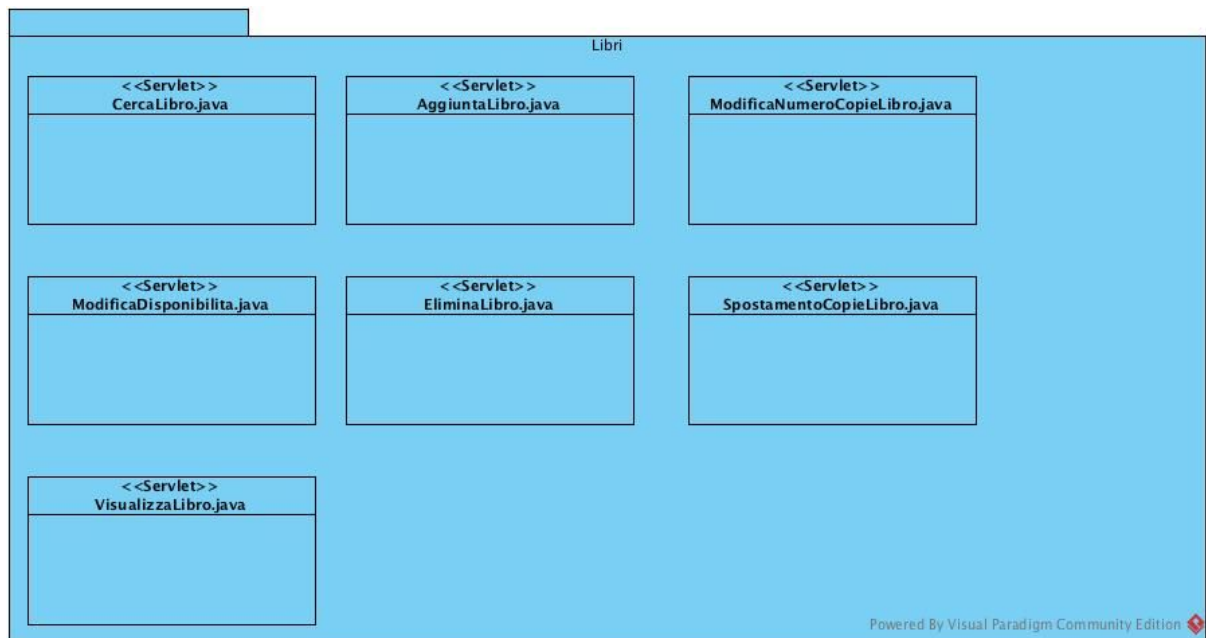 Libri
<<Servlet>>
CercaLibro.java
<<Servlet>>
AggiuntaLibro.java
<<Servlet>>
ModificaNumeroCopieLibro.java
<<Servlet>>
ModificaDisponibilita.java
<<Servlet>>
EliminaLibro.java
<<Servlet>>
SpostamentoCopieLibro.java
<<Servlet>>
VisualizzaLibro.java
Powered By Visual Paradigm Community Edition